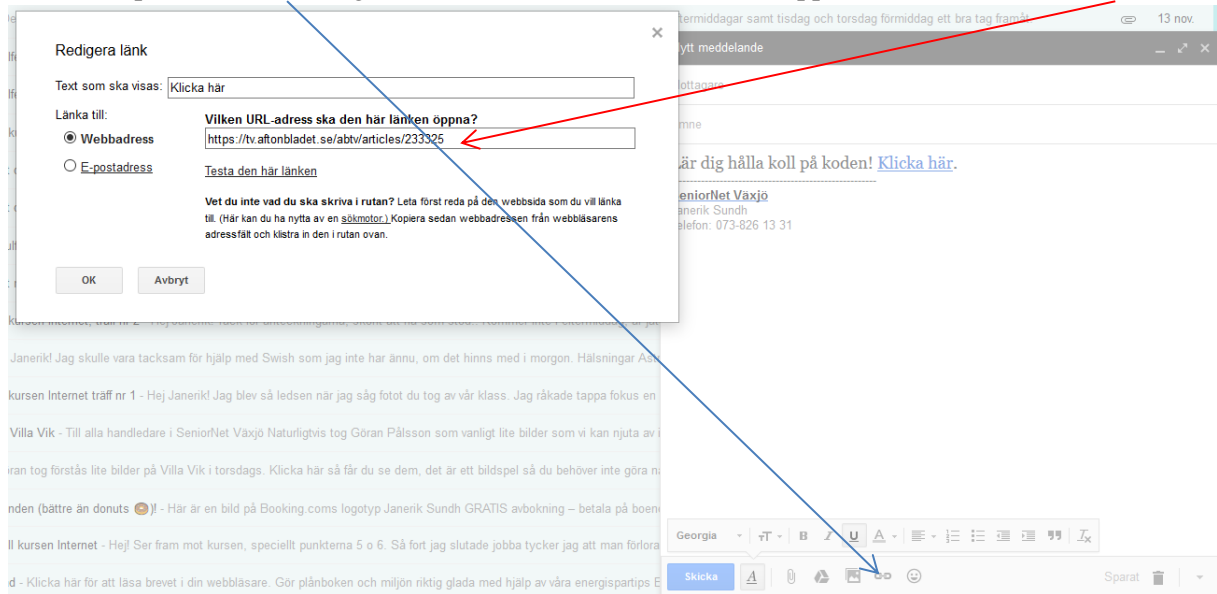 ftermiddagar samt tisdag och torsdag förmiddag ett bra tag framåt.
13 nov.
Redigera länk
Text som ska visas: Klicka här
Länka till:
Webbadress
E-postadress
Vilken URL-adress ska den här länken öppna?
https://tv.aftonbladet.se/abtv/articles/233325
Testa den här länken
Vet du inte vad du ska skriva i rutan? Leta först reda på den webbsida som du vill länka
till. (Här kan du ha nytta av en sökmotor.) Kopiera sedan webbadressen från webbläsarens
adressfält och klistra in den i rutan ovan.
OK Avbryt
ytt meddelande
ottagare
mne
är dig hålla koll på koden! Klicka här.
eniorNet Växjö
anerik Sundh
elefon: 073-826 13 31
Janerik! Jag skulle vara tacksam för hjälp med Swish som jag inte har ännu, om det hinns med i morgon. Hälsningar Ast
kursen Internet träff nr 1 - Hej Janerik! Jag blev så ledsen när jag såg fotot du tog av vår klass. Jag råkade tappa fokus en
Villa Vik - Till alla handledare i SeniorNet Växjö Naturligtvis tog Göran Pålsson som vanligt lite bilder som vi kan njuta av i
ran tog förstås lite bilder på Villa Vik i torsdags. Klicka här så får du se dem, det är ett bildspel så du behöver inte göra n
nden (bättre än donuts 🍩)! - Här är en bild på Booking.coms logotyp Janerik Sundh GRATIS avbokning – betala på boen
ll kursen Internet - Hej! Ser fram mot kursen, speciellt punkterna 5 o 6. Så fort jag slutade jobba tycker jag att man förlora
d - Klicka här för att läsa brevet i din webbläsare. Gör plånboken och miljön riktig glada med hjälp av våra energispartips E
Georgia
Skicka
Sparat